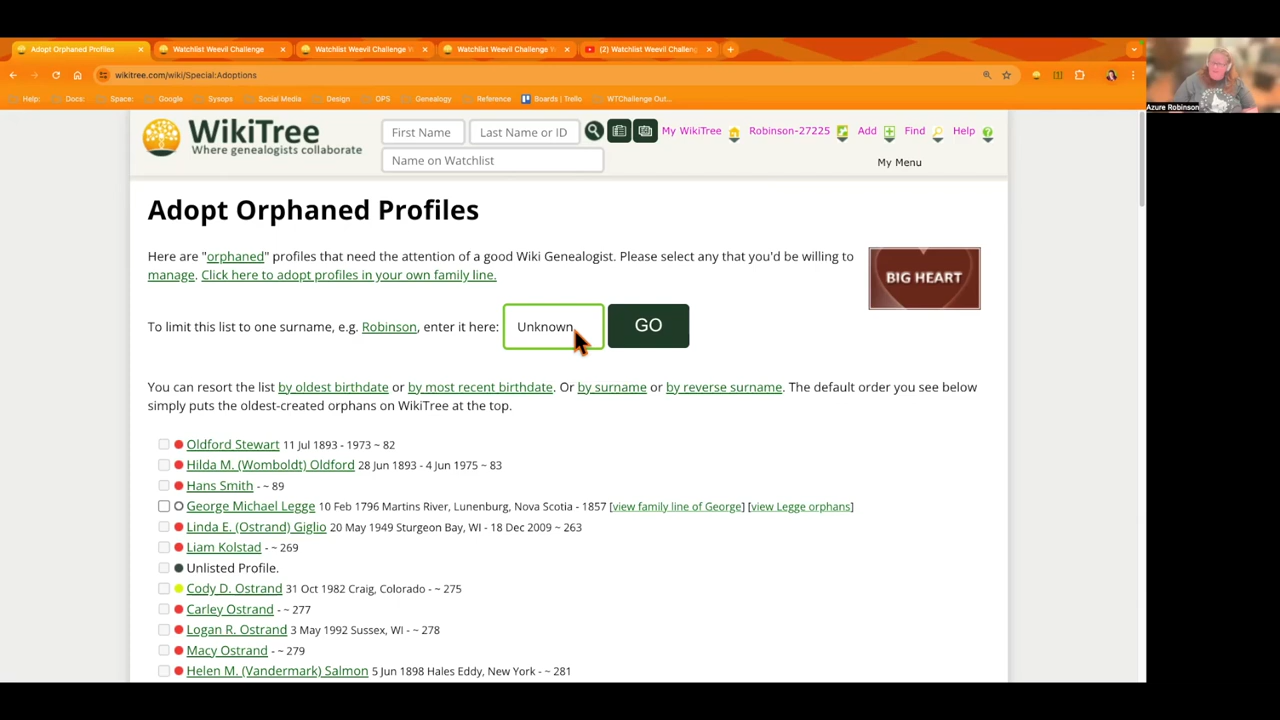 Adopt Orphaned Profiles
Watchlist Weevil Challenge
Watchlist Weevil Challenge
Watchlist Weevil Challenge
(2) Watchlist Weevil Challeng
wikitree.com/wiki/Special:Adoptions
Help: Docs: Space: Google Sysops Social Media Design OPS Genealogy Reference Boards | Trello WTChallenge Out...
Azure Robinson
WikiTree
Where genealogists collaborate
First Name Last Name or ID
My WikiTree Robinson-27225 Add Find Help
Name on Watchlist
My Menu
Adopt Orphaned Profiles
Here are "orphaned" profiles that need the attention of a good Wiki Genealogist. Please select any that you'd be willing to
manage. Click here to adopt profiles in your own family line.
BIG HEART
To limit this list to one surname, e.g. Robinson, enter it here: Unknown GO
You can resort the list by oldest birthdate or by most recent birthdate. Or by surname or by reverse surname. The default order you see below
simply puts the oldest-created orphans on WikiTree at the top.
Oldford Stewart 11 Jul 1893 - 1973 ~ 82
Hilda M. (Womboldt) Oldford 28 Jun 1893 - 4 Jun 1975 ~ 83
Hans Smith - ~ 89
George Michael Legge 10 Feb 1796 Martins River, Lunenburg, Nova Scotia - 1857 [view family line of George] [view Legge orphans]
Linda E. (Ostrand) Giglio 20 May 1949 Sturgeon Bay, WI - 18 Dec 2009 ~ 263
Liam Kolstad - ~ 269
Unlisted Profile.
Cody D. Ostrand 31 Oct 1982 Craig, Colorado - ~ 275
Carley Ostrand - ~ 277
Logan R. Ostrand 3 May 1992 Sussex, WI - ~ 278
Macy Ostrand - ~ 279
Helen M. (Vandermark) Salmon 5 Jun 1898 Hales Eddy, New York - ~ 281